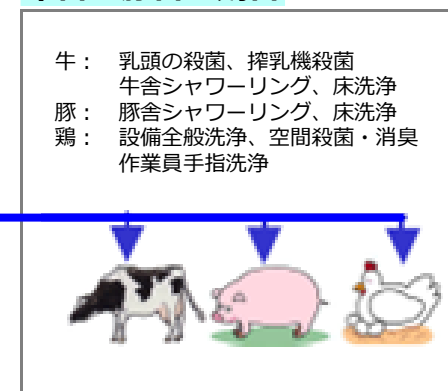 牛： 乳頭の殺菌、搾乳機殺菌
牛舎シャワーリング、床洗浄
豚： 豚舎シャワーリング、床洗浄
鶏： 設備全般洗浄、空間殺菌・消臭
作業員手指洗浄